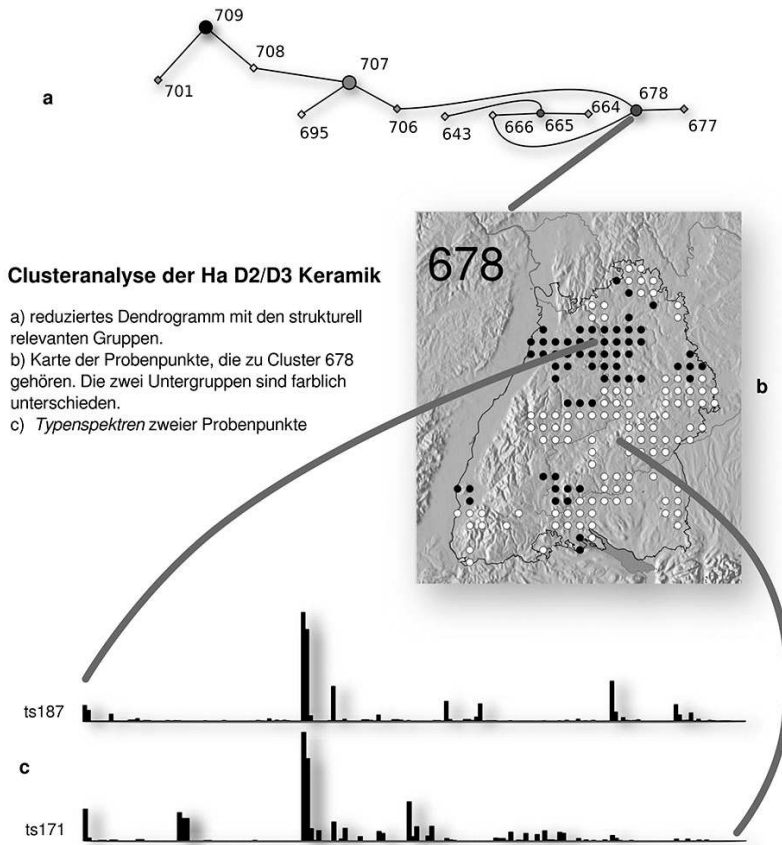 709
708
707
701
a
695
706
643
666
665
664
678
677
678
Clusteranalyse der Ha D2/D3 Keramik
a) reduziertes Dendrogramm mit den strukturell
relevanten Gruppen.
b) Karte der Probenpunkte, die zu Cluster 678
gehören. Die zwei Untergruppen sind farblich
unterschieden.
c) Typenspektren zweier Probenpunkte
b
ts187
c
ts171